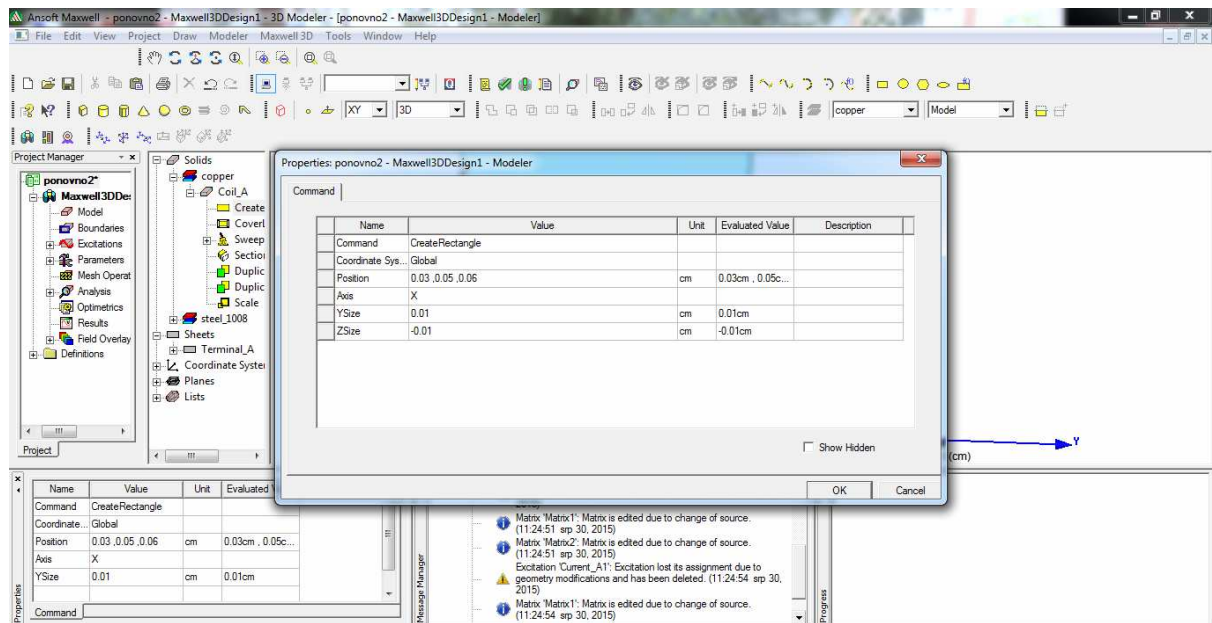 Ansoft Maxwell - ponovno2 - Maxwell3DDesign1 - 3D Modeler - [ponovno2 - Maxwell3DDesign1 - Modeler]
File Edit View Project Draw Modeler Maxwell 3D Tools Window Help
XY 3D copper Model
Project Manager
ponovno2*
Maxwell3DDe:
Model
Boundaries
Excitations
Parameters
Mesh Operat
Analysis
Optimetrics
Results
Field Overlay
Definitions
Project
Solids
copper
Coil_A
Create
Coverl
Sweep
Section
Duplic
Duplic
Scale
steel_1008
Sheets
Terminal_A
Coordinate Syste
Planes
Lists
Properties: ponovno2 - Maxwell3DDesign1 - Modeler
Command
Name Value Unit Evaluated Value Description
Command CreateRectangle
Coordinate Sys... Global
Position 0.03 ,0.05 ,0.06 cm 0.03cm , 0.05c...
Axis X
YSize 0.01 cm 0.01cm
ZSize -0.01 cm -0.01cm
Show Hidden
OK Cancel
Y
(cm)
Name Value Unit Evaluated
Command CreateRectangle
Coordinate... Global
Position 0.03 ,0.05 ,0.06 cm 0.03cm , 0.05c...
Axis X
YSize 0.01 cm 0.01cm
Command
Properties
Message Manager
2015)
Matrix 'Matrix1': Matrix is edited due to change of source.
(11:24:51 srp 30, 2015)
Matrix 'Matrix2': Matrix is edited due to change of source.
(11:24:51 srp 30, 2015)
Excitation 'Current_A1': Excitation lost its assignment due to
geometry modifications and has been deleted. (11:24:54 srp 30,
2015)
Matrix 'Matrix1': Matrix is edited due to change of source.
(11:24:54 srp 30, 2015)
Progress